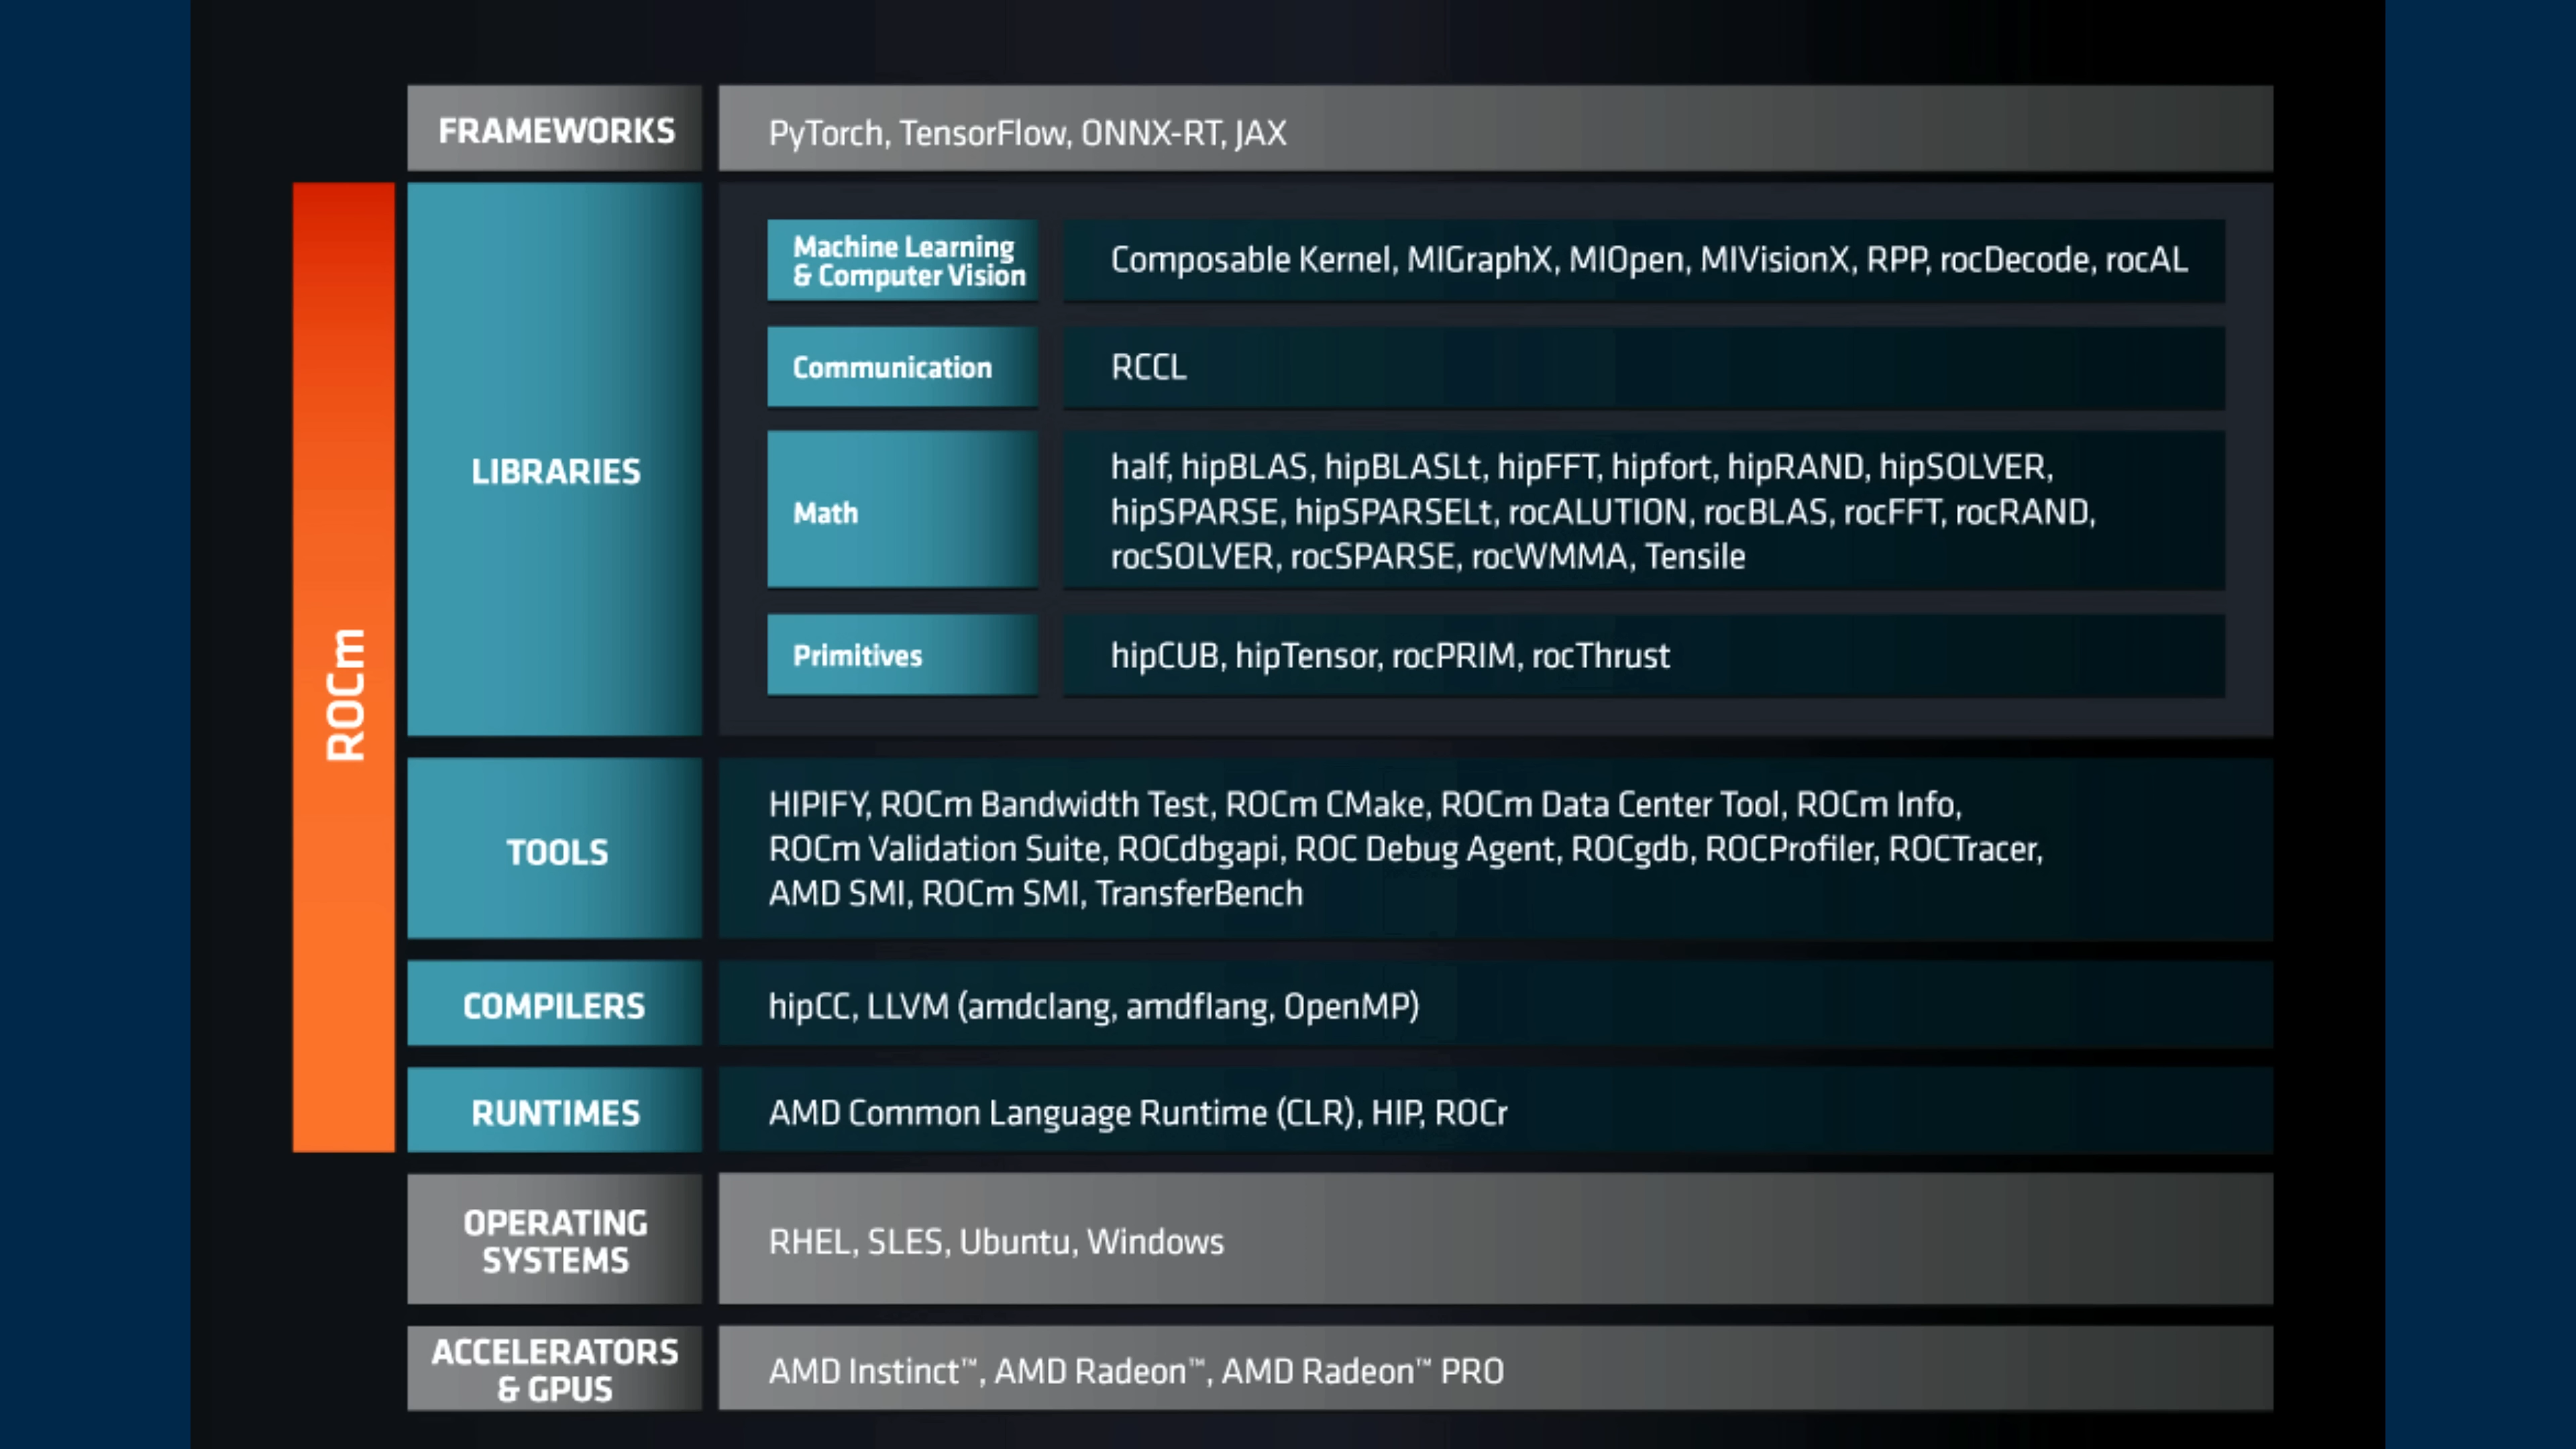 FRAMEWORKS
PyTorch, TensorFlow, ONNX-RT, JAX
ROCm
LIBRARIES
Machine Learning
& Computer Vision
Composable Kernel, MIGraphX, MIOpen, MIVisionX, RPP, rocDecode, rocAL
Communication
RCCL
Math
half, hipBLAS, hipBLASLt, hipFFT, hipfort, hipRAND, hipSOLVER,
hipSPARSE, hipSPARSELt, rocALUTION, rocBLAS, rocFFT, rocRAND,
rocSOLVER, rocSPARSE, rocWMMA, Tensile
Primitives
hipCUB, hipTensor, rocPRIM, rocThrust
TOOLS
HIPIFY, ROCm Bandwidth Test, ROCm CMake, ROCm Data Center Tool, ROCm Info,
ROCm Validation Suite, ROCdbgapi, ROC Debug Agent, ROCgdb, ROCProfiler, ROCTracer,
AMD SMI, ROCm SMI, TransferBench
COMPILERS
hipCC, LLVM (amdclang, amdflang, OpenMP)
RUNTIMES
AMD Common Language Runtime (CLR), HIP, ROCr
OPERATING
SYSTEMS
RHEL, SLES, Ubuntu, Windows
ACCELERATORS
& GPUS
AMD Instinct™, AMD Radeon™, AMD Radeon™ PRO